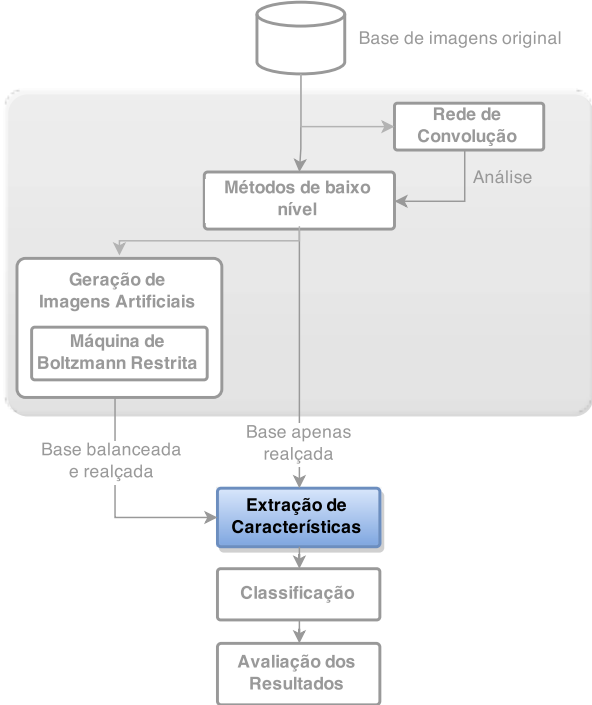 Base de imagens original
Rede de
Convolução
Análise
Métodos de baixo
nível
Geração de
Imagens Artificiais
Máquina de
Boltzmann Restrita
Base balanceada
e realçada
Base apenas
realçada
Extração de
Características
Classificação
Avaliação dos
Resultados